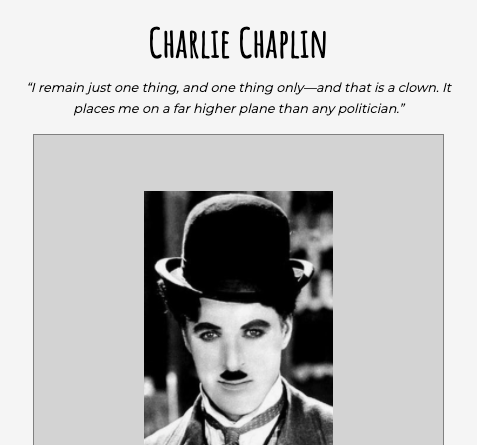 Charlie Chaplin
“I remain just one thing, and one thing only—and that is a clown. It
places me on a far higher plane than any politician.”